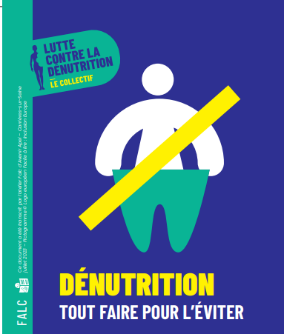 LUTTE
CONTRE LA
DÉNUTRITION
LE COLLECTIF
DÉNUTRITION
TOUT FAIRE POUR L'ÉVITER
FALC